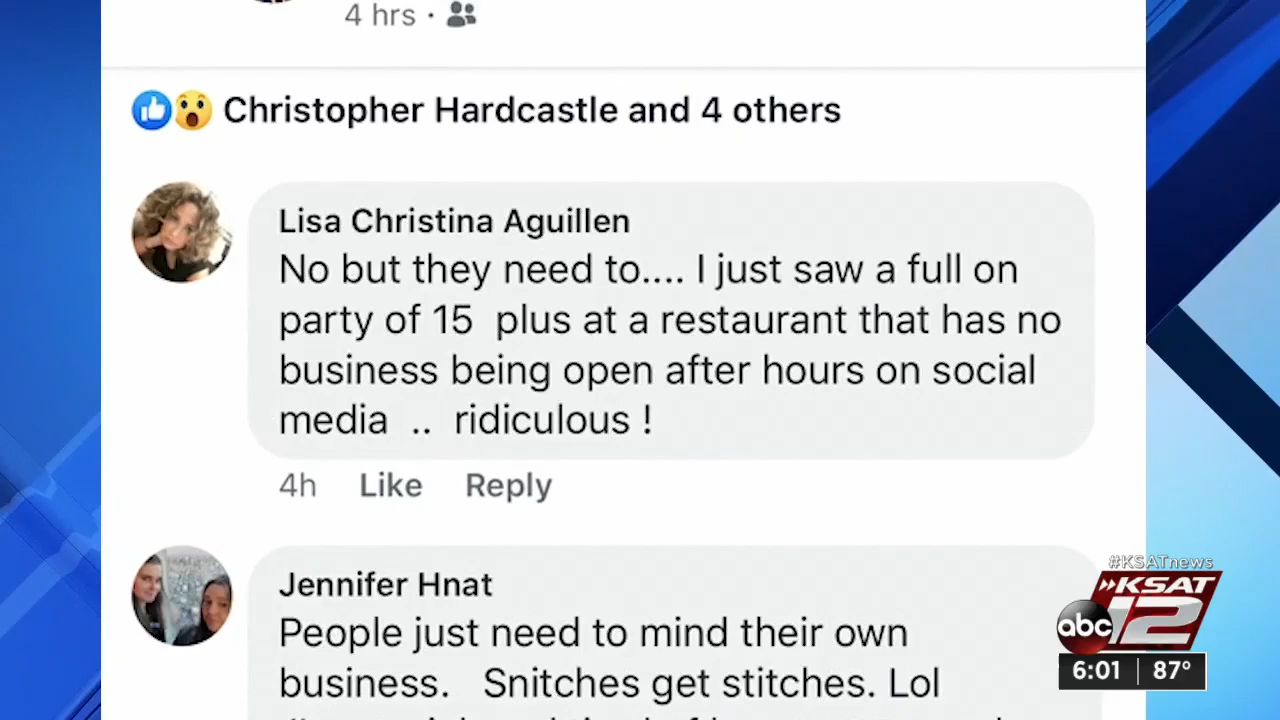 4 hrs ·
Christopher Hardcastle and 4 others
Lisa Christina Aguillen
No but they need to.... I just saw a full on
party of 15 plus at a restaurant that has no
business being open after hours on social
media .. ridiculous !
4h Like Reply
Jennifer Hnat
People just need to mind their own
business. Snitches get stitches. Lol
#KSATnews
KSAT
abc 12
6:01 87°